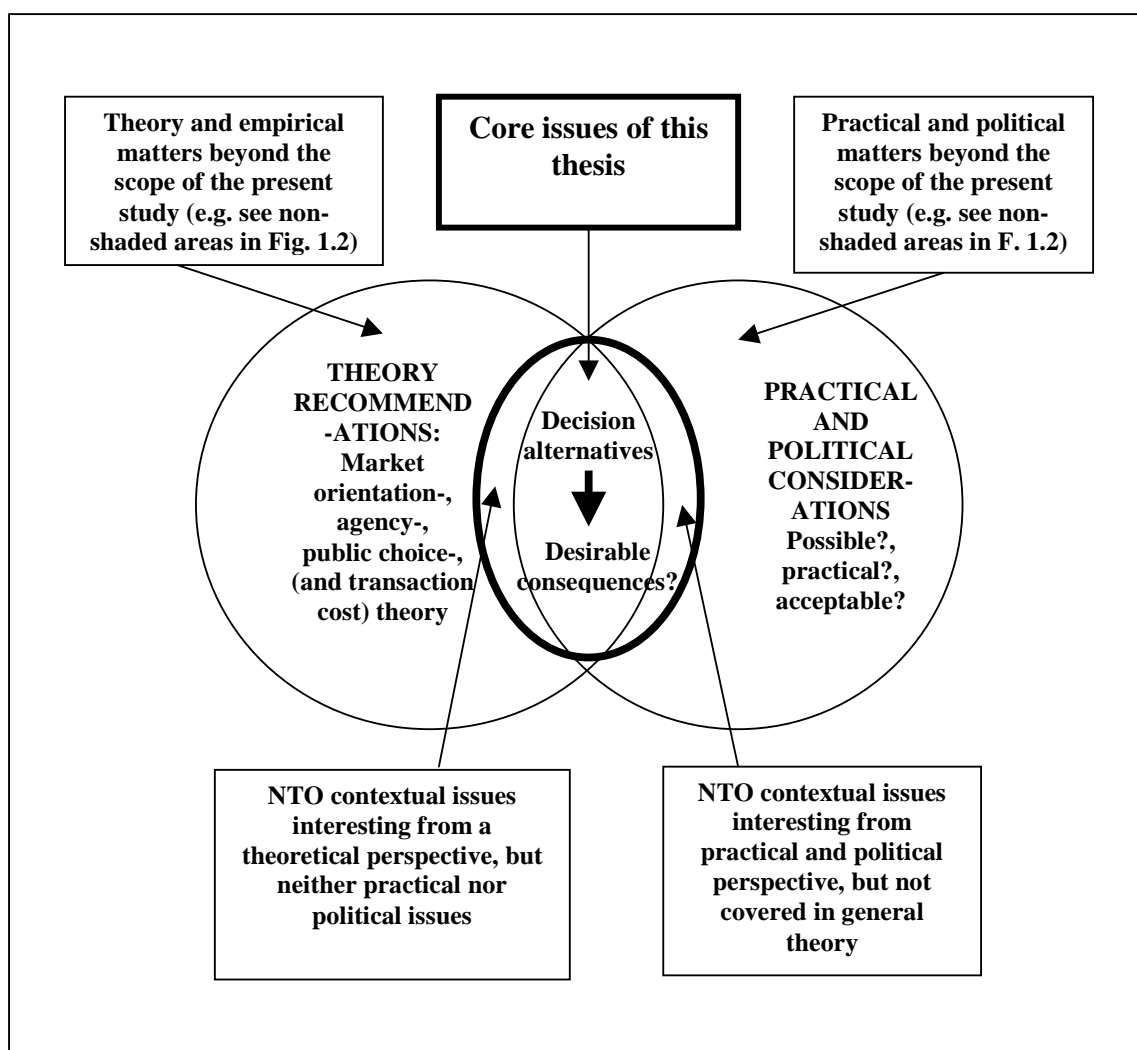 Theory and empirical
matters beyond the
scope of the present
study (e.g. see non-
shaded areas in Fig. 1.2)
Core issues of this
thesis
Practical and political
matters beyond the
scope of the present
study (e.g. see non-
shaded areas in F. 1.2)
THEORY
RECOMMEND
-ATIONS:
Market
orientation-,
agency-,
public choice-,
(and transaction
cost) theory
Decision
alternatives
Desirable
consequences?
PRACTICAL
AND
POLITICAL
CONSIDER-
ATIONS
Possible?,
practical?,
acceptable?
NTO contextual issues
interesting from a
theoretical perspective, but
neither practical nor
political issues
NTO contextual issues
interesting from
practical and political
perspective, but not
covered in general
theory